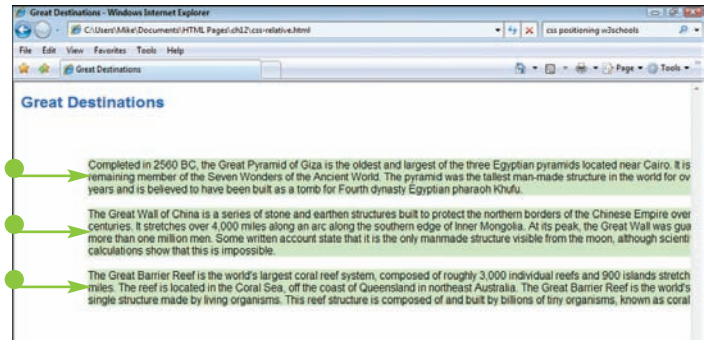 Great Destinations - Windows Internet Explorer
C:\Users\Mike\Documents\HTML Pages\ch12\css-relative.html
css positioning w3schools
File Edit View Favorites Tools Help
Great Destinations
Page Tools
Great Destinations
Completed in 2560 BC, the Great Pyramid of Giza is the oldest and largest of the three Egyptian pyramids located near Cairo. It is
remaining member of the Seven Wonders of the Ancient World. The pyramid was the tallest man-made structure in the world for ov
years and is believed to have been built as a tomb for Fourth dynasty Egyptian pharaoh Khufu.
The Great Wall of China is a series of stone and earthen structures built to protect the northern borders of the Chinese Empire over
centuries. It stretches over 4,000 miles along an arc along the southern edge of Inner Mongolia. At its peak, the Great Wall was gua
more than one million men. Some written account state that it is the only manmade structure visible from the moon, although scienti
calculations show that this is impossible.
The Great Barrier Reef is the world's largest coral reef system, composed of roughly 3,000 individual reefs and 900 islands stretch
miles. The reef is located in the Coral Sea, off the coast of Queensland in northeast Australia. The Great Barrier Reef is the world's
single structure made by living organisms. This reef structure is composed of and built by billions of tiny organisms, known as coral